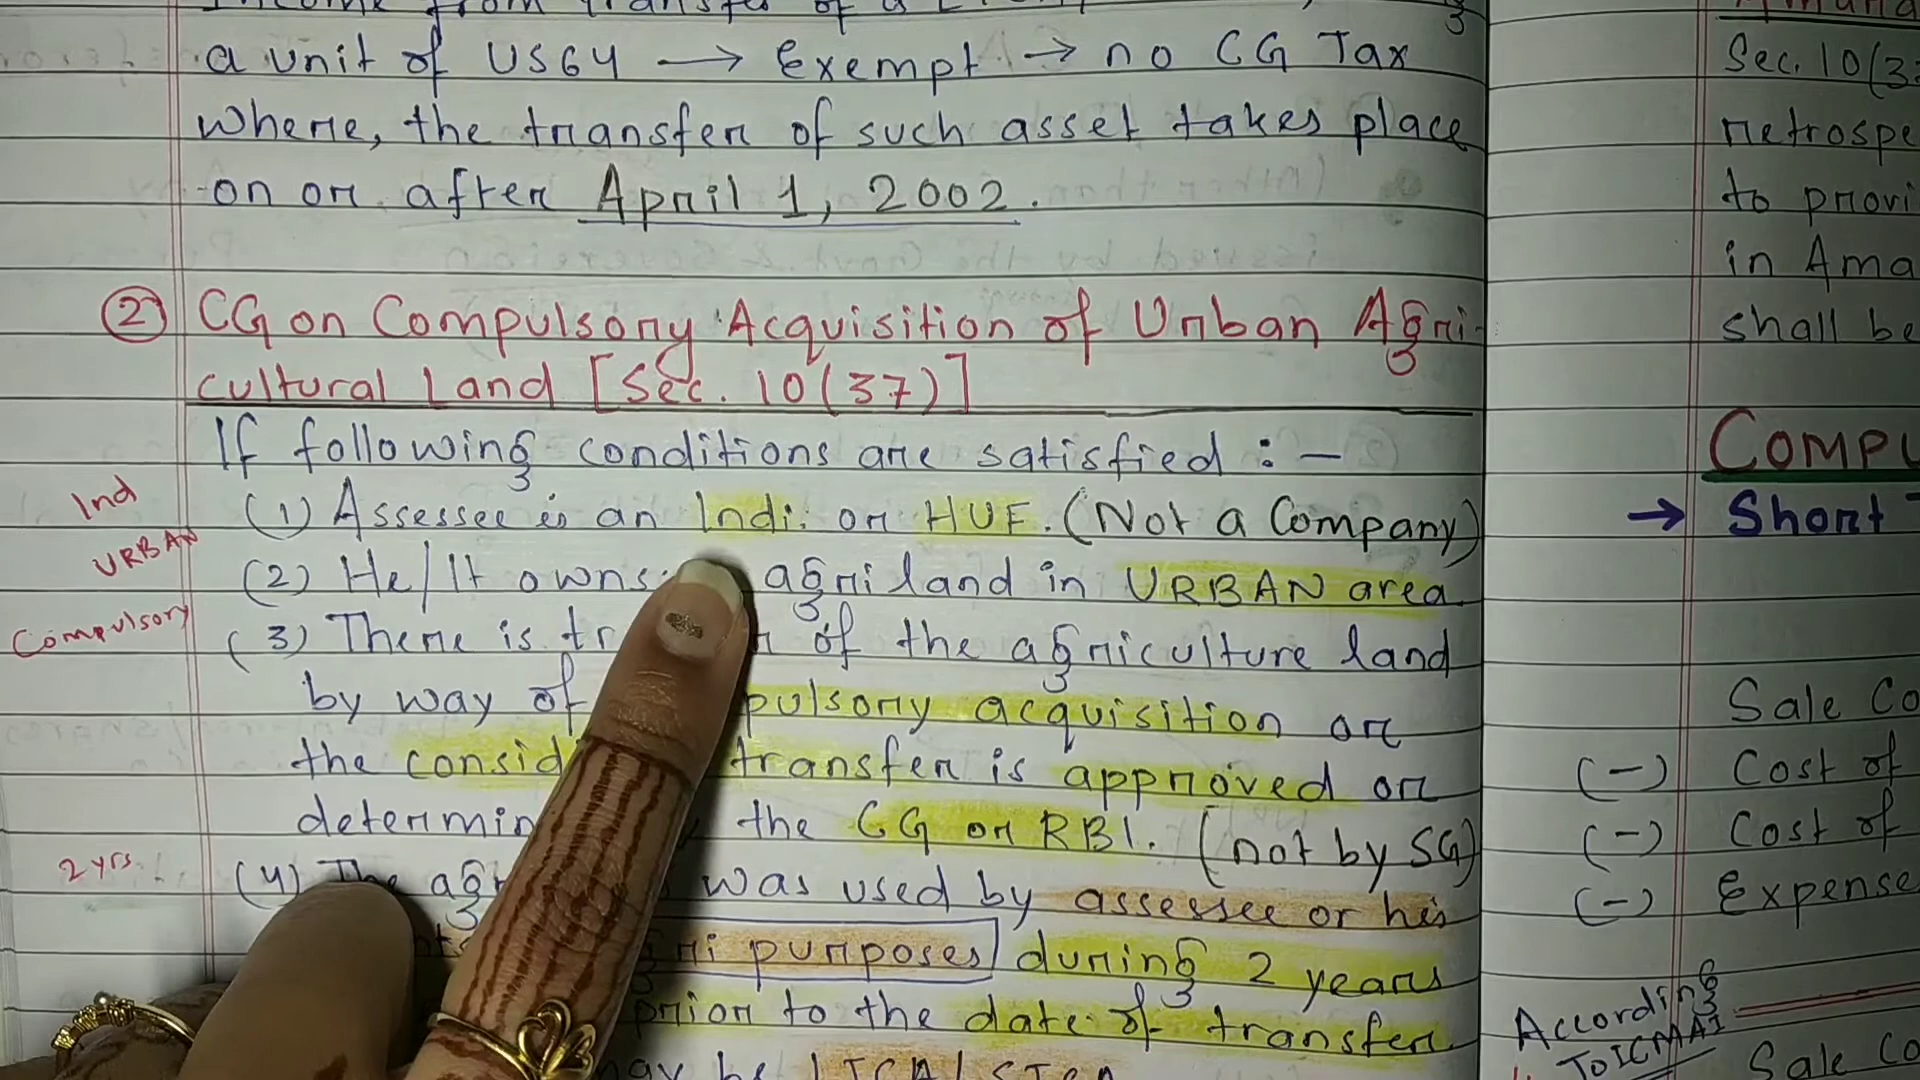 a unit of US64 → Exempt → no CG Tax
where, the transfer of such asset takes place
on or after April 1, 2002.
② CG on Compulsory Acquisition of Urban Agri-
cultural Land [Sec. 10(37)]
If following conditions are satisfied :-
Ind
(1) Assessee is an Indi. or HUF. (Not a Company)
URBAN
(2) He/It owns agri land in URBAN area
Compulsory
(3) There is of the agriculture land
by way of acquisition or
the transfer is approved or
the CG or RBI. (not by SG)
2 yrs.
(4) The was used by assessee or his
purposes during 2 years
prior to the date of transfer
may be
Sec. 10(3
retrospe
to provi
in Ama
shall be
COMPU
→ Short
Sale Co
(-) Cost of
(-) Cost of
(-) Expense
According
To ICMAI
Sale Co